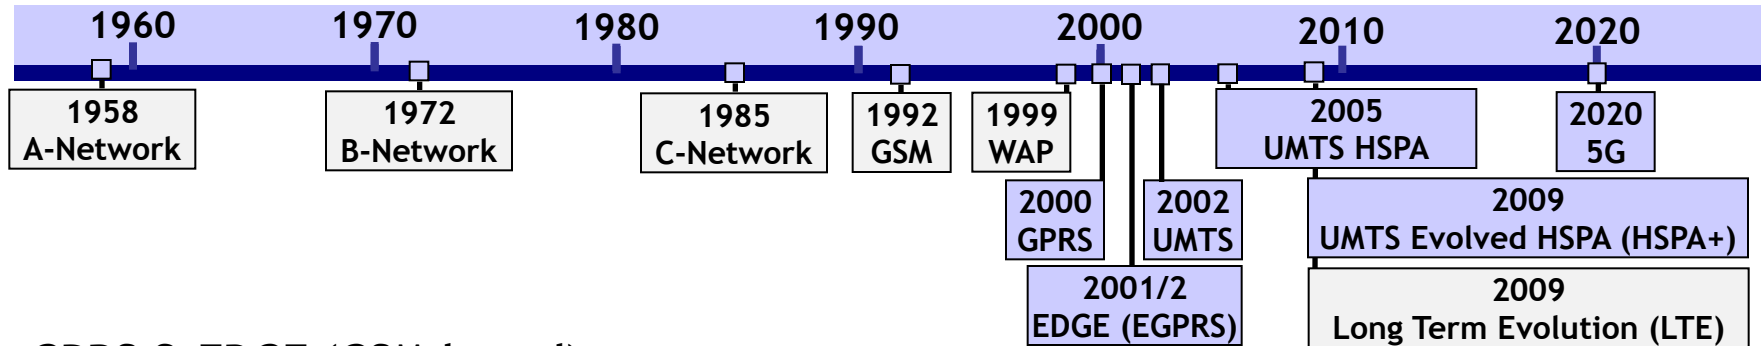 1960 1970 1980 1990 2000 2010 2020
1958
A-Network
1972
B-Network
1985
C-Network
1992
GSM
1999
WAP
2005
UMTS HSPA
2020
5G
2000
GPRS
2002
UMTS
2009
UMTS Evolved HSPA (HSPA+)
2001/2
EDGE (EGPRS)
2009
Long Term Evolution (LTE)